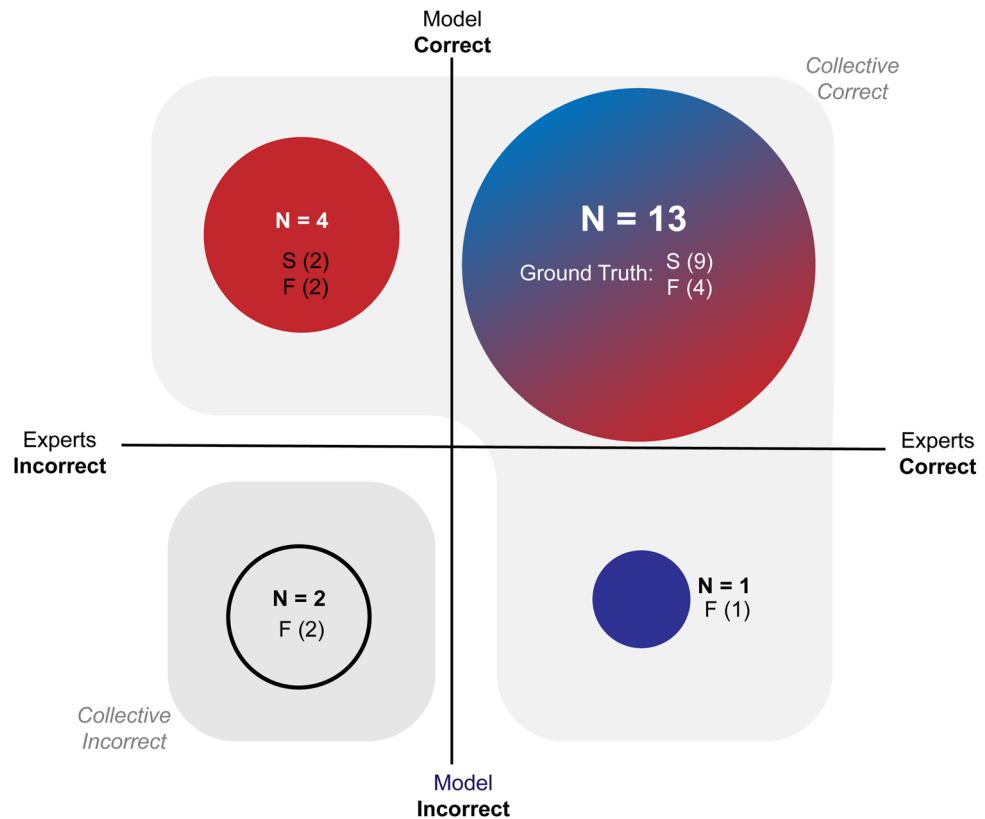 Model
Correct
Collective
Correct
N = 4
S (2)
F (2)
N = 13
Ground Truth: S (9)
F (4)
Experts
Incorrect
Experts
Correct
N = 2
F (2)
N = 1
F (1)
Collective
Incorrect
Model
Incorrect